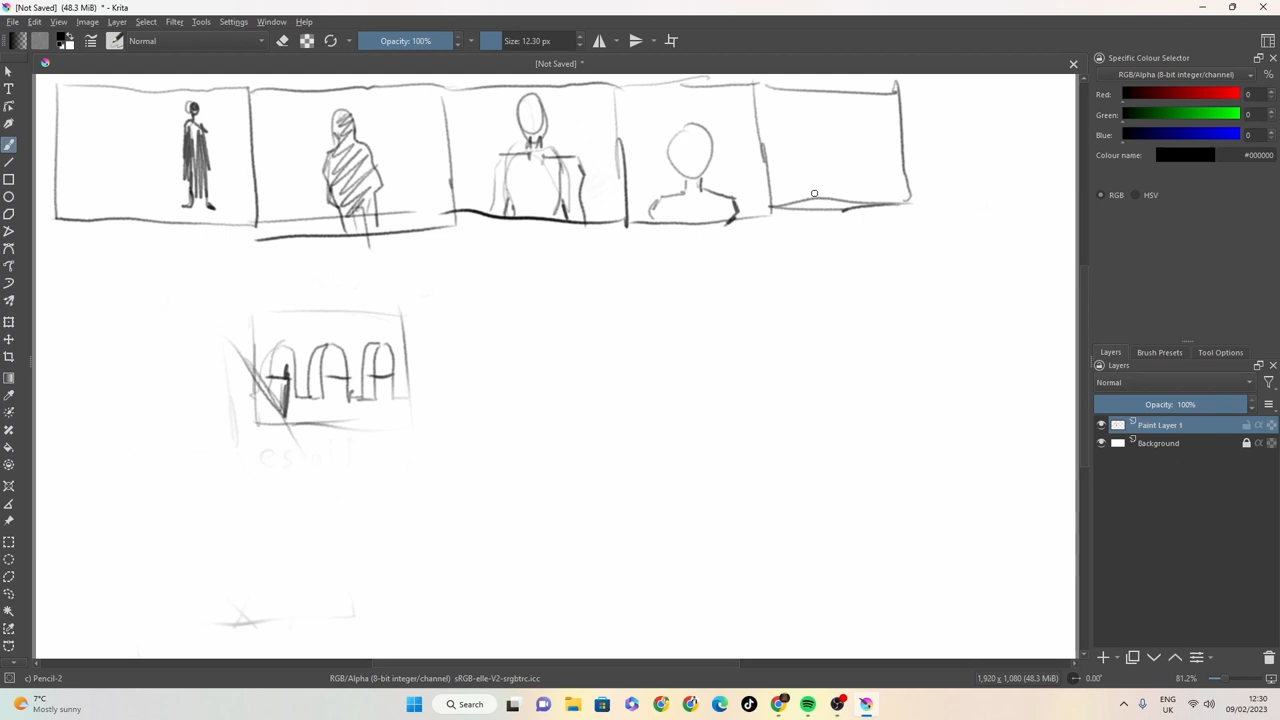 [Not Saved] (48.3 MiB) * - Krita
File Edit View Image Layer Select Filter Tools Settings Window Help
Normal Opacity: 100% Size: 12.30 px
[Not Saved] *
Specific Colour Selector
RGB/Alpha (8-bit integer/channel) %
Red: 0
Green: 0
Blue: 0
Colour name: #000000
RGB HSV
Layers Brush Presets Tool Options
Layers
Normal
Opacity: 100%
Paint Layer 1
Background
c) Pencil-2 RGB/Alpha (8-bit integer/channel) sRGB-elle-V2-srgbtrc.icc 1,920 x 1,080 (48.3 MiB) 0.00° 81.2%
7°C
Mostly sunny
Search
ENG
UK
12:30
09/02/2023